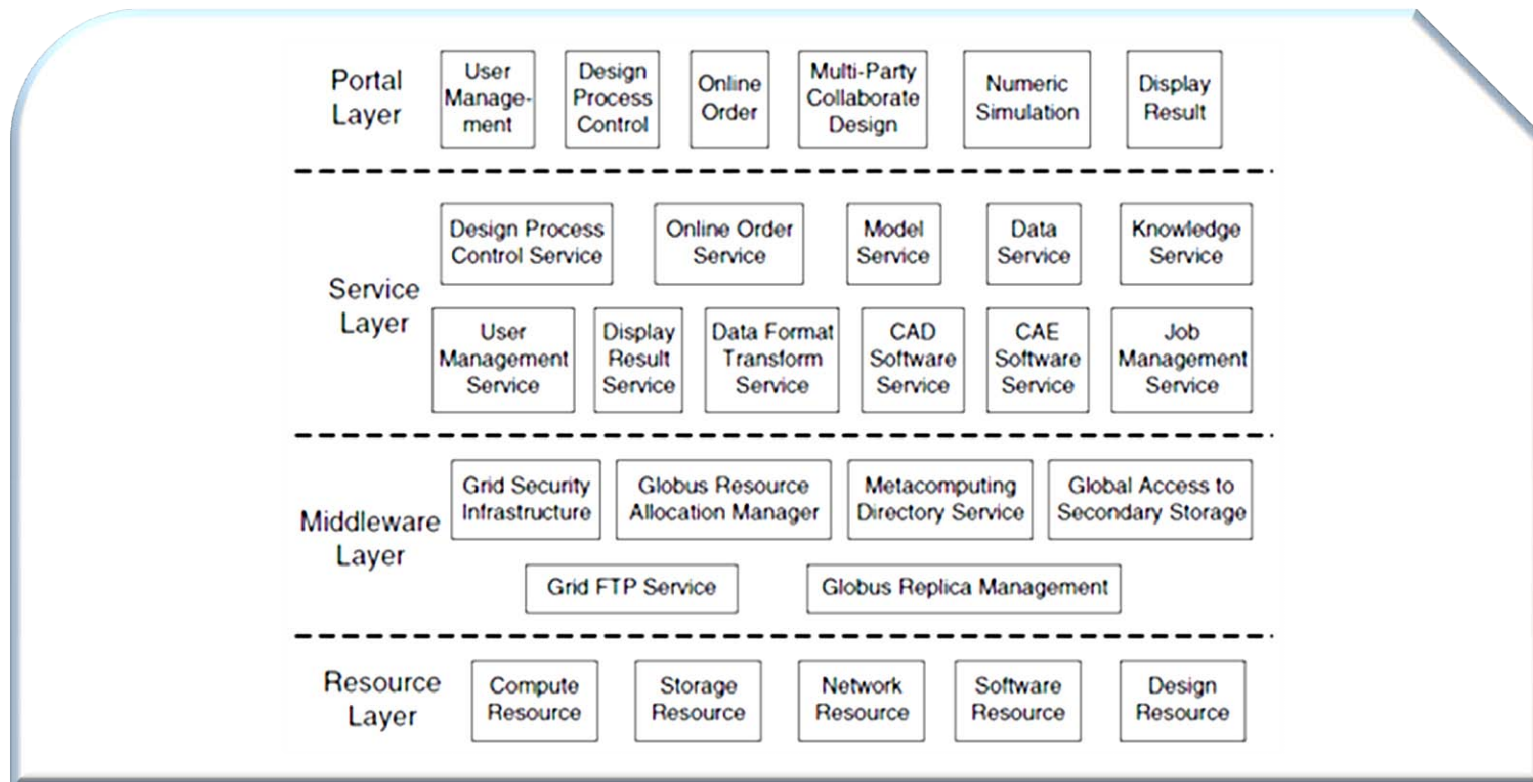 Portal
Layer
User
Manage-
ment
Design
Process
Control
Online
Order
Multi-Party
Collaborate
Design
Numeric
Simulation
Display
Result
Service
Layer
Design Process
Control Service
Online Order
Service
Model
Service
Data
Service
Knowledge
Service
User
Management
Service
Display
Result
Service
Data Format
Transform
Service
CAD
Software
Service
CAE
Software
Service
Job
Management
Service
Middleware
Layer
Grid Security
Infrastructure
Globus Resource
Allocation Manager
Metacomputing
Directory Service
Global Access to
Secondary Storage
Grid FTP Service
Globus Replica Management
Resource
Layer
Compute
Resource
Storage
Resource
Network
Resource
Software
Resource
Design
Resource